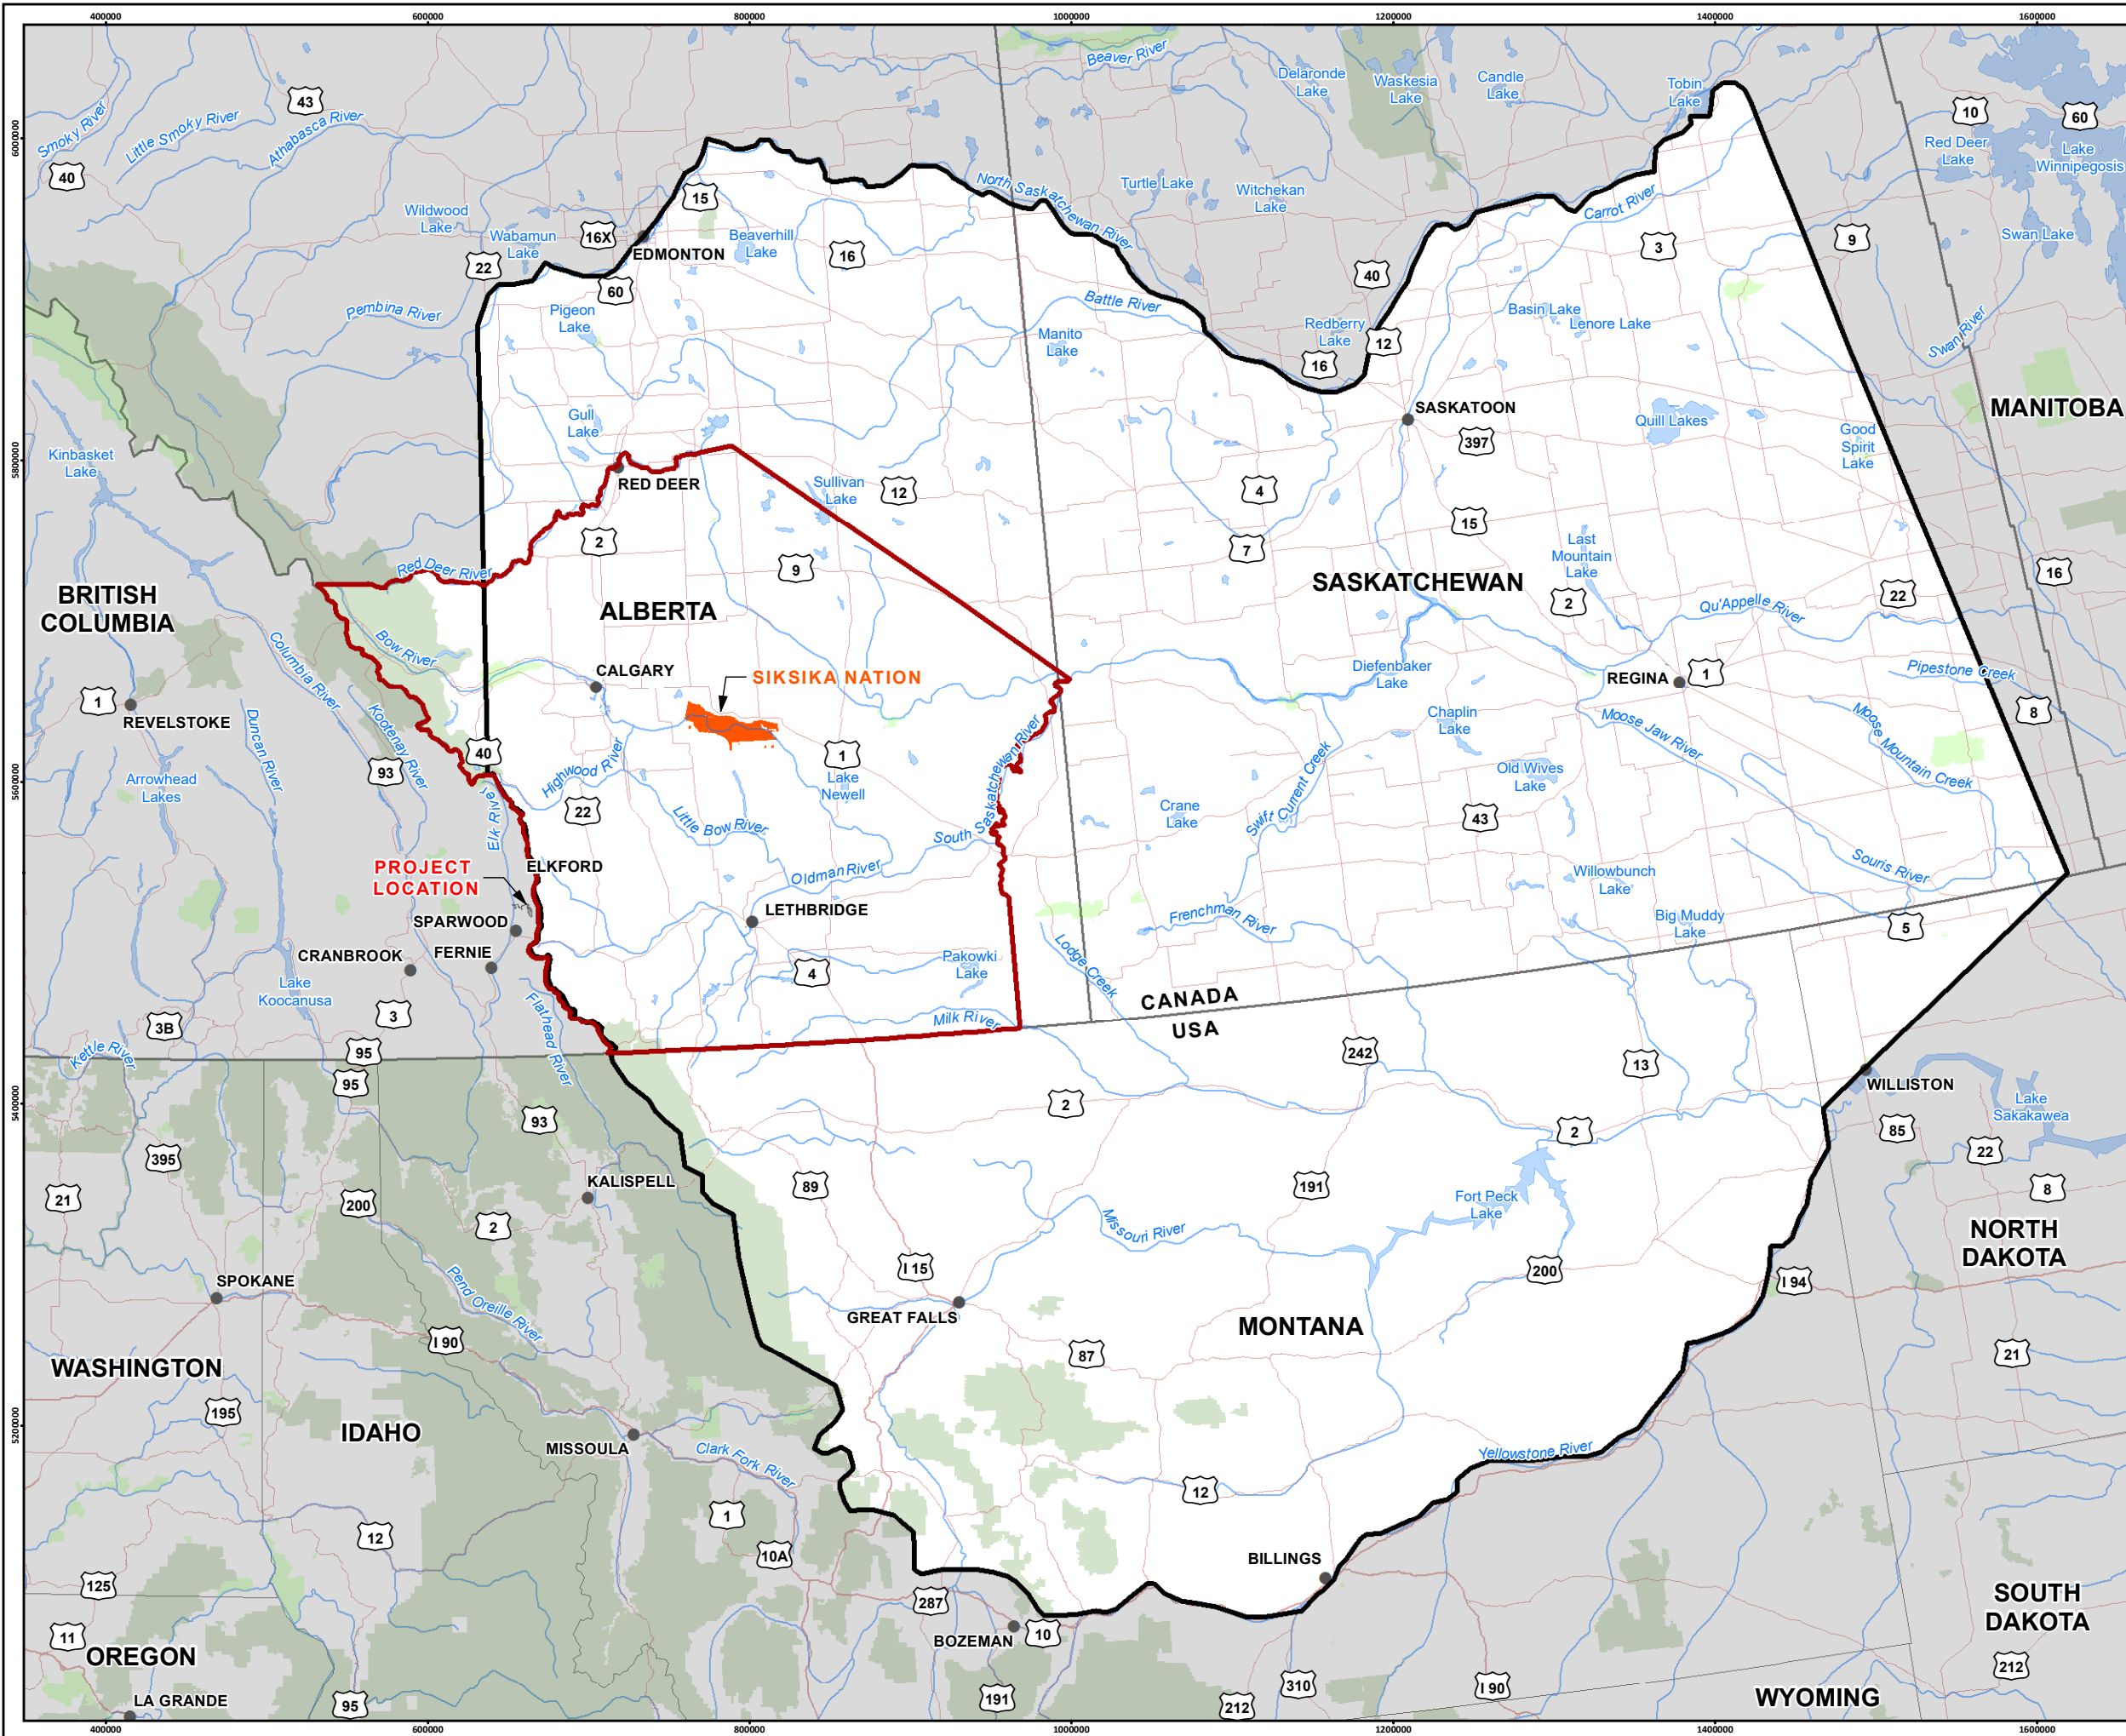 400000
600000
800000
1000000
1200000
1400000
1600000
6000000
5800000
5600000
5400000
5200000
Beaver River
Delaronde
Lake
Waskesia
Lake
Candle
Lake
Tobin
Lake
43
10
60
Smoky River
Little Smoky River
Athabasca River
Red Deer
Lake
Lake
Winnipegosis
40
Turtle Lake
Witchekan
Lake
North Saskatchewan River
15
Carrot River
Wildwood
Lake
Wabamun
Lake
16X
Beaverhill
Lake
EDMONTON
16
3
9
Swan Lake
22
60
40
Pembina River
Pigeon
Lake
Battle River
Manito
Lake
Redberry
Lake
12
16
Basin Lake
Lenore Lake
Swan River
Gull
Lake
SASKATOON
397
Quill Lakes
Good
Spirit
Lake
MANITOBA
Kinbasket
Lake
RED DEER
Sullivan
Lake
12
4
15
2
9
7
Last
Mountain
Lake
Red Deer River
BRITISH
COLUMBIA
ALBERTA
SASKATCHEWAN
2
22
16
Qu'Appelle River
Bow River
Columbia River
CALGARY
SIKSIKA NATION
Diefenbaker
Lake
REGINA
1
Pipestone Creek
1
REVELSTOKE
Duncan River
Kootenay River
40
93
Arrowhead
Lakes
Highwood River
1
Lake
Newell
South Saskatchewan River
Chaplin
Lake
Moose Jaw River
Moose Mountain Creek
8
Elk River
22
Little Bow River
Crane
Lake
Swift Current Creek
Old Wives
Lake
43
PROJECT
LOCATION
ELKFORD
Oldman River
Willowbunch
Lake
Souris River
SPARWOOD
LETHBRIDGE
Frenchman River
Big Muddy
Lake
5
CRANBROOK
FERNIE
Lake
Koocanusa
4
Pakowki
Lake
Lodge Creek
CANADA
USA
3
3B
Flathead River
Milk River
Kettle River
95
95
242
13
WILLISTON
2
Lake
Sakakawea
93
2
85
22
395
21
200
KALISPELL
2
89
191
Fort Peck
Lake
8
Missouri River
NORTH
DAKOTA
SPOKANE
Pend Oreille River
I 15
200
I 94
GREAT FALLS
I 90
MONTANA
87
21
WASHINGTON
195
IDAHO
MISSOULA
Clark Fork River
Yellowstone River
12
1
12
10A
BILLINGS
125
287
SOUTH
DAKOTA
11
OREGON
BOZEMAN
10
212
LA GRANDE
95
191
212
310
I 90
WYOMING
400000
600000
800000
1000000
1200000
1400000
1600000